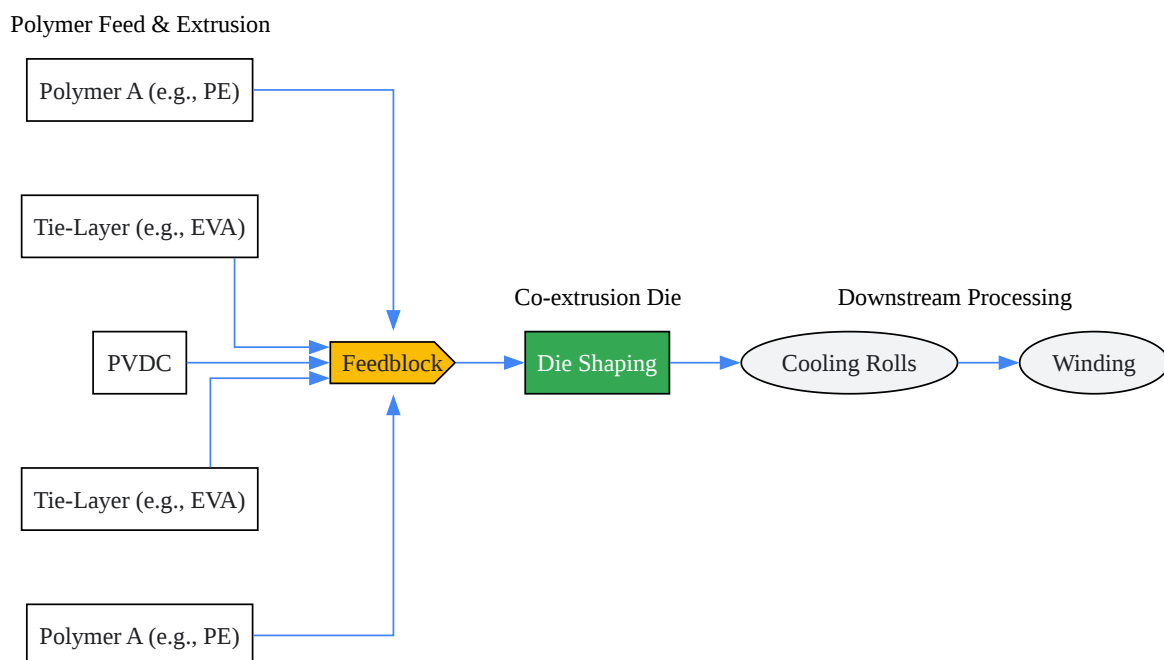 Polymer Feed & Extrusion
Polymer A (e.g., PE)
Tie-Layer (e.g., EVA)
PVDC
Tie-Layer (e.g., EVA)
Polymer A (e.g., PE)
Feedblock
Co-extrusion Die
Die Shaping
Downstream Processing
Cooling Rolls
Winding